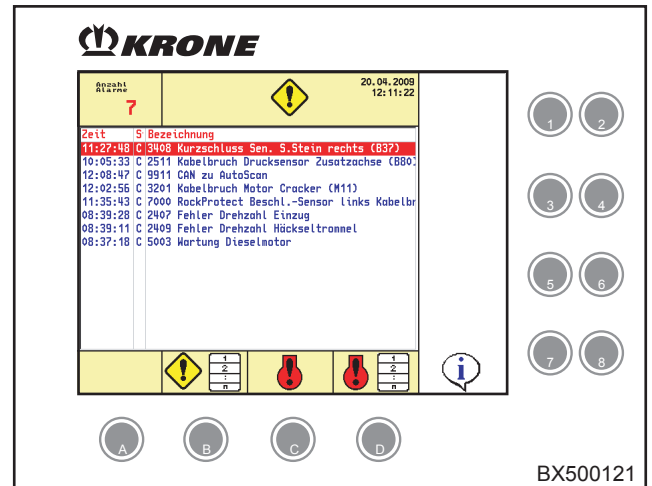 KRONE
Anzahl
Alarme
7
20.04.2009
12:11:22
Zeit S Bezeichnung
11:27:48 C 3408 Kurzschluss Sen. S.Stein rechts (B37)
10:05:33 C 2511 Kabelbruch Drucksensor Zusatzachse (B80)
12:08:47 C 9911 CAN zu AutoScan
12:02:56 C 3201 Kabelbruch Motor Cracker (M11)
11:35:43 C 7000 RockProtect Beschl.-Sensor links Kabelbr
08:39:28 C 2407 Fehler Drehzahl Einzug
08:39:11 C 2409 Fehler Drehzahl Häckseltrommel
08:37:18 C 5003 Wartung Dieselmotor
1 2
3 4
5 6
7 8
! 1 2 : n ! ! 1 2 : n i
A B C D
BX500121